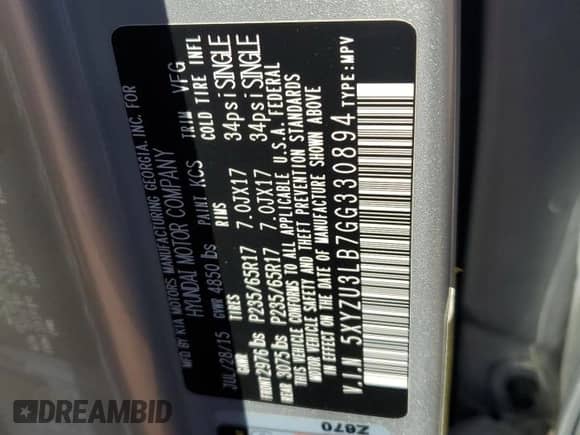 MFD BY KIA MOTORS MANUFACTURING GEORGIA, INC. FOR
HYUNDAI MOTOR COMPANY
JUL/28/15 GVWR 4850 lbs PAINT KCS TRIM VFG
GWR TIRES RIMS COLD TIRE INFL
FRONT 2976 lbs P235/65R17 7.0JX17 34psi SINGLE
REAR 3075 lbs P235/65R17 7.0JX17 34psi SINGLE
THIS VEHICLE CONFORMS TO ALL APPLICABLE U.S.A. FEDERAL
MOTOR VEHICLE SAFETY AND THEFT PREVENTION STANDARDS
IN EFFECT ON THE DATE OF MANUFACTURE SHOWN ABOVE
V.I.N 5XYZU3LB7GG330894 TYPE:MPV
Z670
DREAMBID